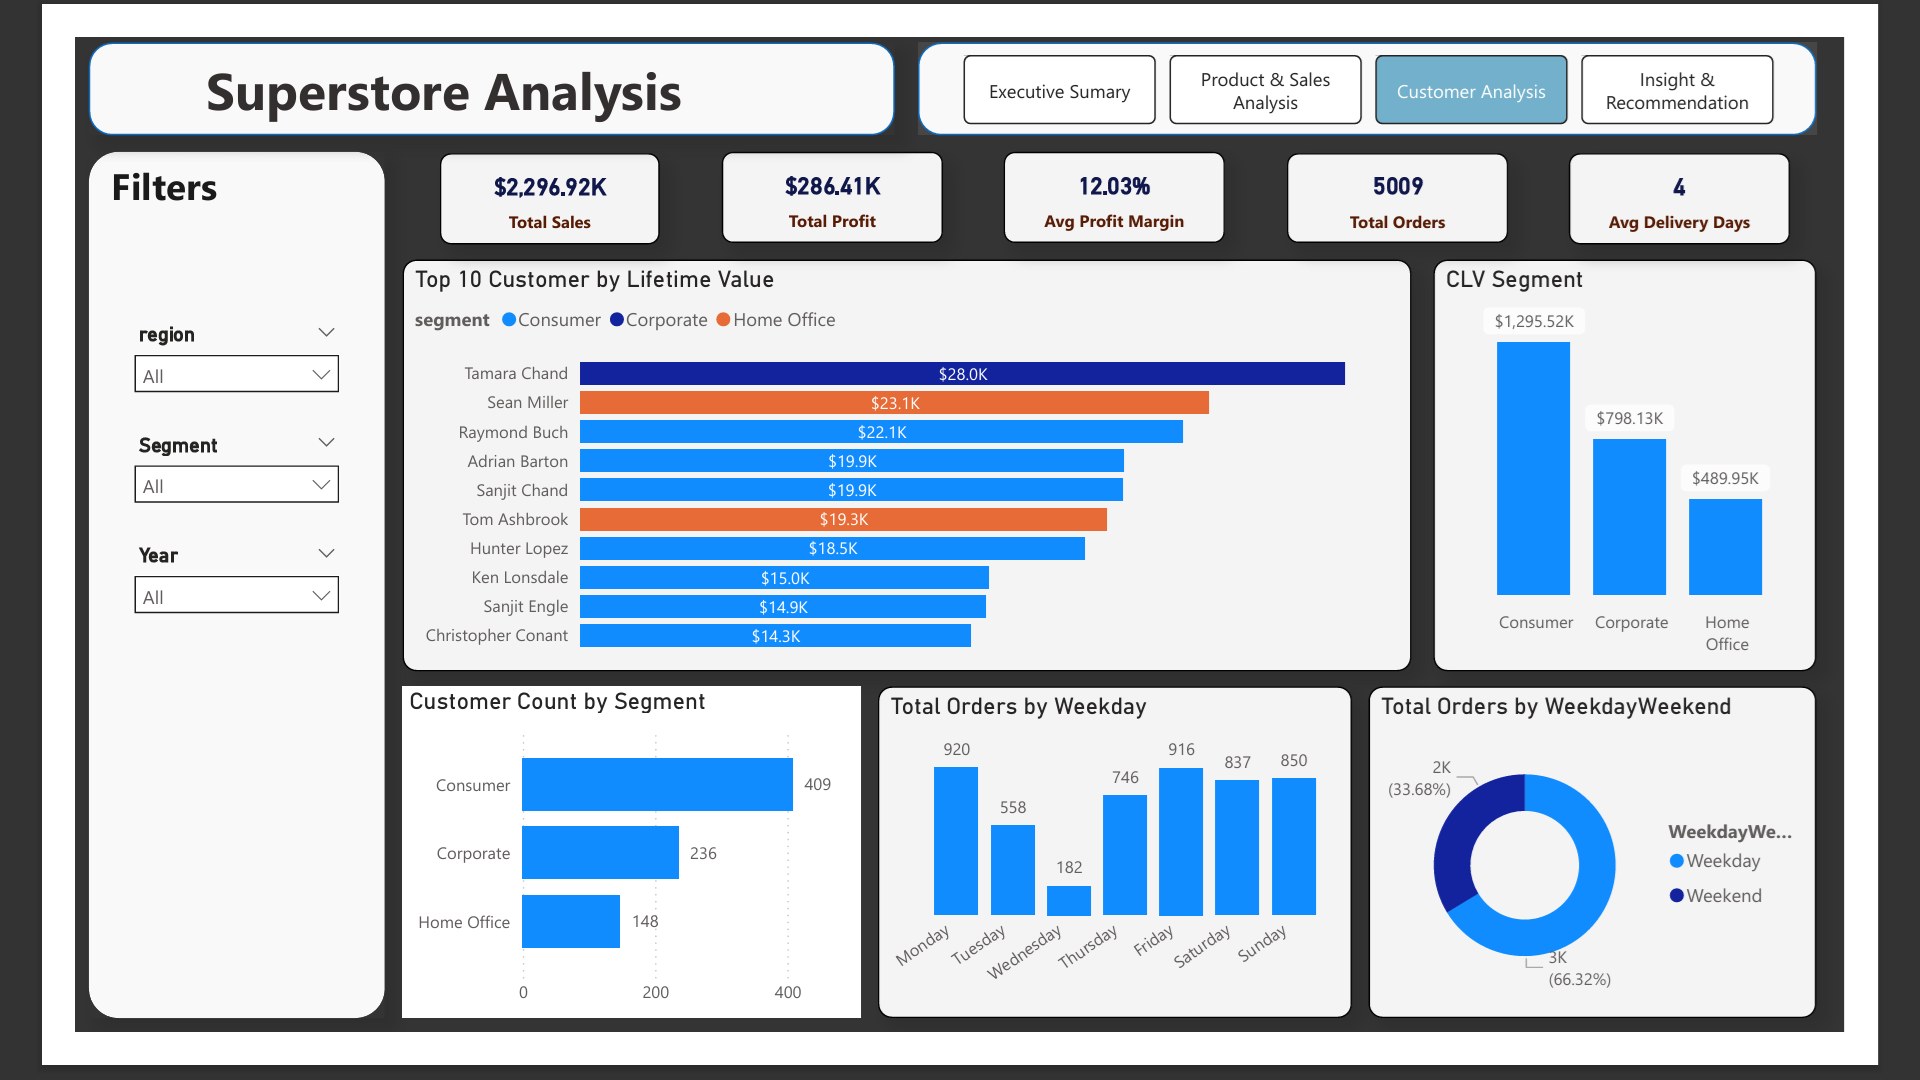 Superstore Analysis
Executive Sumary
Product & Sales
Analysis
Customer Analysis
Insight &
Recommendation
Filters
region
All
Segment
All
Year
All
$2,296.92K
Total Sales
$286.41K
Total Profit
12.03%
Avg Profit Margin
5009
Total Orders
4
Avg Delivery Days
Top 10 Customer by Lifetime Value
segment Consumer Corporate Home Office
Tamara Chand $28.0K
Sean Miller $23.1K
Raymond Buch $22.1K
Adrian Barton $19.9K
Sanjit Chand $19.9K
Tom Ashbrook $19.3K
Hunter Lopez $18.5K
Ken Lonsdale $15.0K
Sanjit Engle $14.9K
Christopher Conant $14.3K
CLV Segment
$1,295.52K
$798.13K
$489.95K
Consumer Corporate Home
Office
Customer Count by Segment
Consumer 409
Corporate 236
Home Office 148
0 200 400
Total Orders by Weekday
920 558 182 746 916 837 850
Monday Tuesday Wednesday Thursday Friday Saturday Sunday
Total Orders by WeekdayWeekend
2K
(33.68%)
3K
(66.32%)
WeekdayWe...
Weekday
Weekend